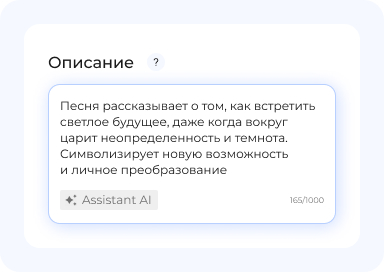 Описание ?
Песня рассказывает о том, как встретить
светлое будущее, даже когда вокруг
царит неопределенность и темнота.
Символизирует новую возможность
и личное преобразование
Assistant AI 165/1000